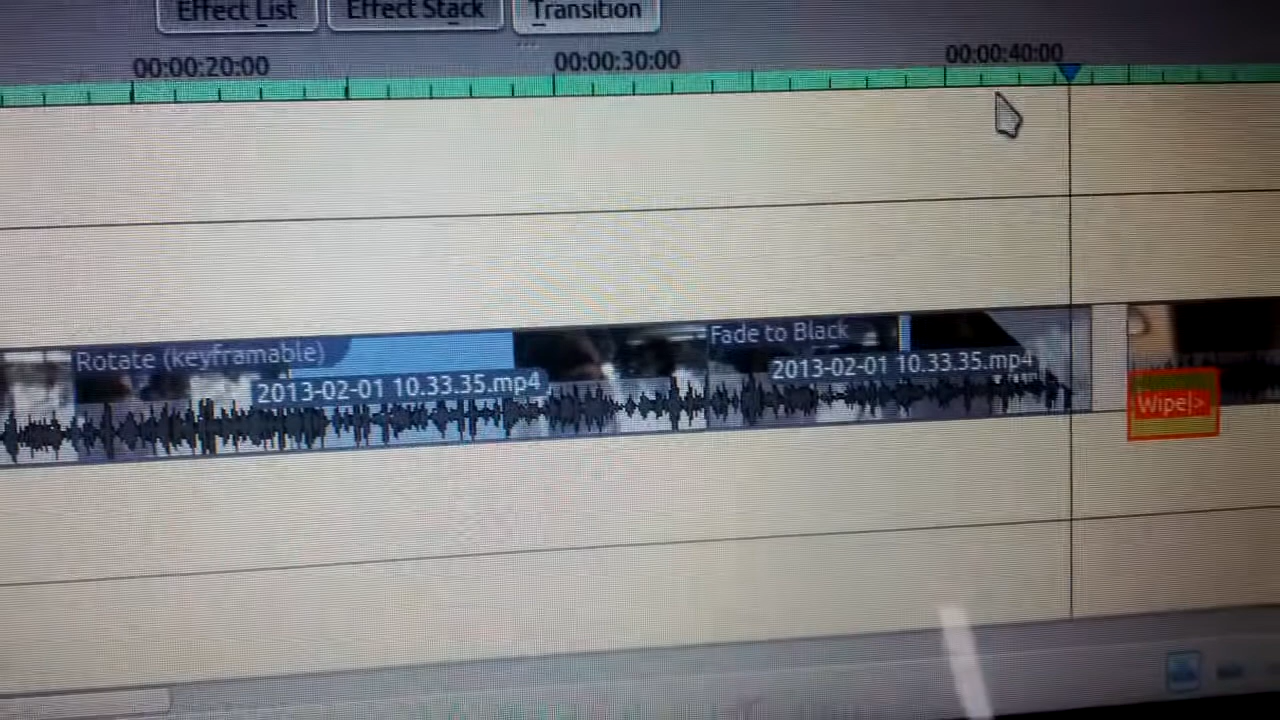 Effect List Effect Stack Transition
00:00:20:00 00:00:30:00 00:00:40:00
Rotate (keyframable) Fade to Black
2013-02-01 10.33.35.mp4 2013-02-01 10.33.35.mp4
Wipe|>